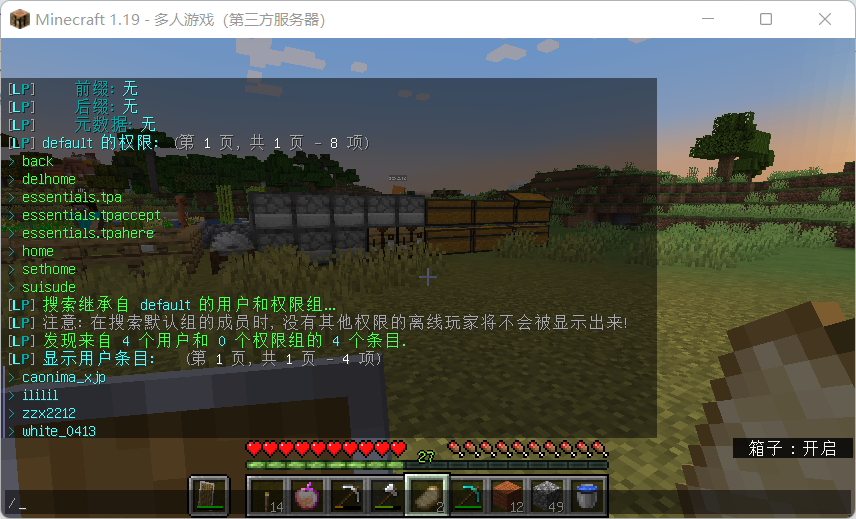 Minecraft 1.19 - 多人游戏（第三方服务器）
[LP] 前缀: 无
[LP] 后缀: 无
[LP] 元数据: 无
[LP] default 的权限: (第 1 页, 共 1 页 - 8 项)
> back
> delhome
> essentials.tpa
> essentials.tpaccept
> essentials.tpahere
> home
> sethome
> suisude
[LP] 搜索继承自 default 的用户和权限组...
[LP] 注意: 在搜索默认组的成员时, 没有其他权限的离线玩家将不会被显示出来!
[LP] 发现来自 4 个用户和 0 个权限组的 4 个条目.
[LP] 显示用户条目: (第 1 页, 共 1 页 - 4 项)
> caonima_xjp
> ililil
> zzx2212
> white_0413
27
箱子 : 开启
14 2 12 49
/_